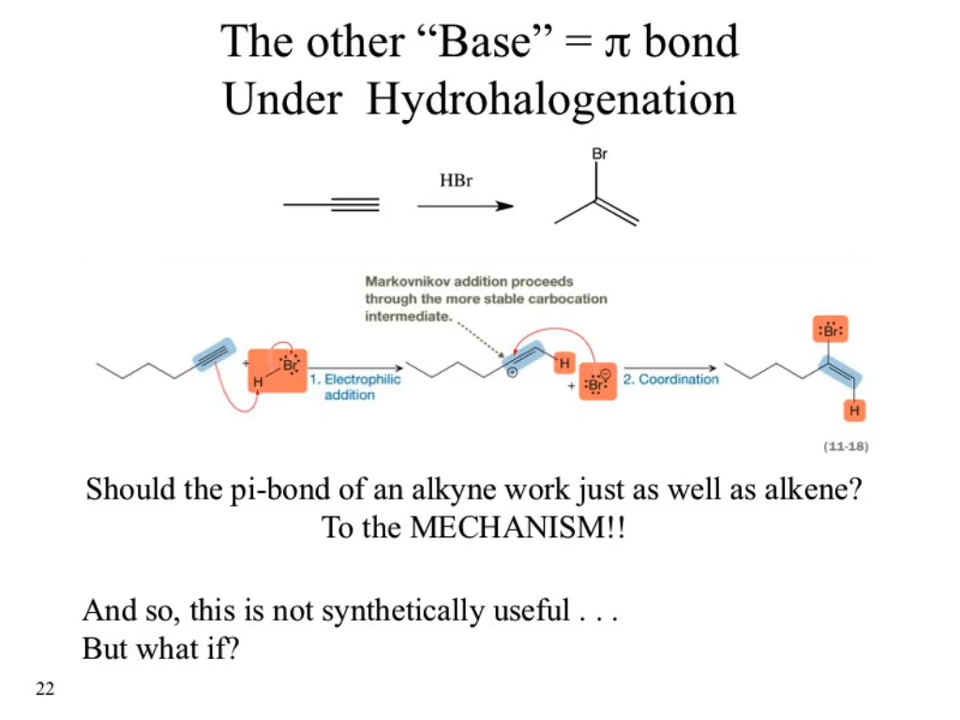 The other “Base” = π bond
Under Hydrohalogenation
Br
HBr
Markovnikov addition proceeds
through the more stable carbocation
intermediate.
:Br:
+
Br
H
H
1. Electrophilic
addition
⊕
+ :Br: ⊖
2. Coordination
H
(11-18)
Should the pi-bond of an alkyne work just as well as alkene?
To the MECHANISM!!
And so, this is not synthetically useful . . .
But what if?
22